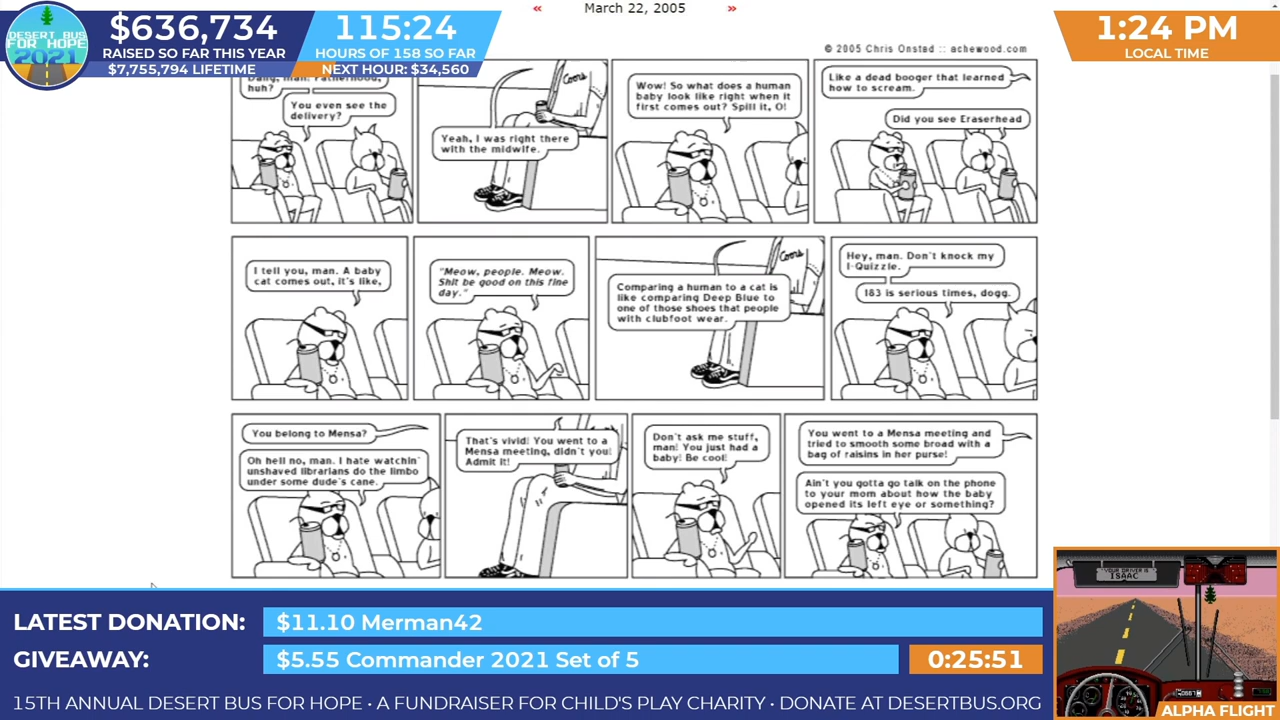 DESERT BUS
FOR HOPE
2021
$636,734
RAISED SO FAR THIS YEAR
$7,755,794 LIFETIME
115:24
HOURS OF 158 SO FAR
NEXT HOUR: $34,560
«
March 22, 2005
»
© 2005 Chris Onstad :: achewood.com
1:24 PM
LOCAL TIME
Dang, man! Fatherhood,
huh?
You even see the
delivery?
Coors
Yeah, I was right there
with the midwife.
Wow! So what does a human
baby look like right when it
first comes out? Spill it, O!
Like a dead booger that learned
how to scream.
Did you see Eraserhead
I tell you, man. A baby
cat comes out, it's like,
"Meow, people. Meow.
Shit be good on this fine
day."
Coors
Comparing a human to a cat is
like comparing Deep Blue to
one of those shoes that people
with clubfoot wear.
Hey, man. Don't knock my
I-Quizzle.
183 is serious times, dogg.
You belong to Mensa?
Oh hell no, man. I hate watchin'
unshaved librarians do the limbo
under some dude's cane.
That's vivid! You went to a
Mensa meeting, didn't you!
Admit it!
Don't ask me stuff,
man! You just had a
baby! Be cool!
You went to a Mensa meeting and
tried to smooth some broad with a
bag of raisins in her purse!
Ain't you gotta go talk on the phone
to your mom about how the baby
opened its left eye or something?
LATEST DONATION:
$11.10 Merman42
GIVEAWAY:
$5.55 Commander 2021 Set of 5
0:25:51
15TH ANNUAL DESERT BUS FOR HOPE • A FUNDRAISER FOR CHILD'S PLAY CHARITY • DONATE AT DESERTBUS.ORG
YOUR DRIVER IS
ISAAC
ALPHA FLIGHT